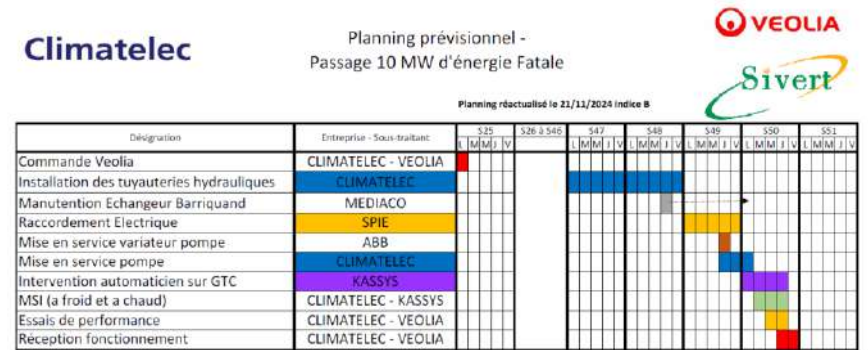 Climatelec
Planning prévisionnel -
Passage 10 MW d'énergie Fatale
VEOLIA
Sivert
Planning réactualisé le 21/11/2024 indice B
Désignation Entreprise - Sous-traitant S25 S26 à S46 S47 S48 S49 S50 S51
L M M J V L M M J V L M M J V L M M J V L M M J V L M M J V
Commande Veolia CLIMATELEC - VEOLIA
Installation des tuyauteries hydrauliques CLIMATELEC
Manutention Echangeur Barriquand MEDIACO
Raccordement Electrique SPIE
Mise en service variateur pompe ABB
Mise en service pompe CLIMATELEC
Intervention automaticien sur GTC KASSYS
MSI (a froid et a chaud) CLIMATELEC - KASSYS
Essais de performance CLIMATELEC - VEOLIA
Réception fonctionnement CLIMATELEC - VEOLIA